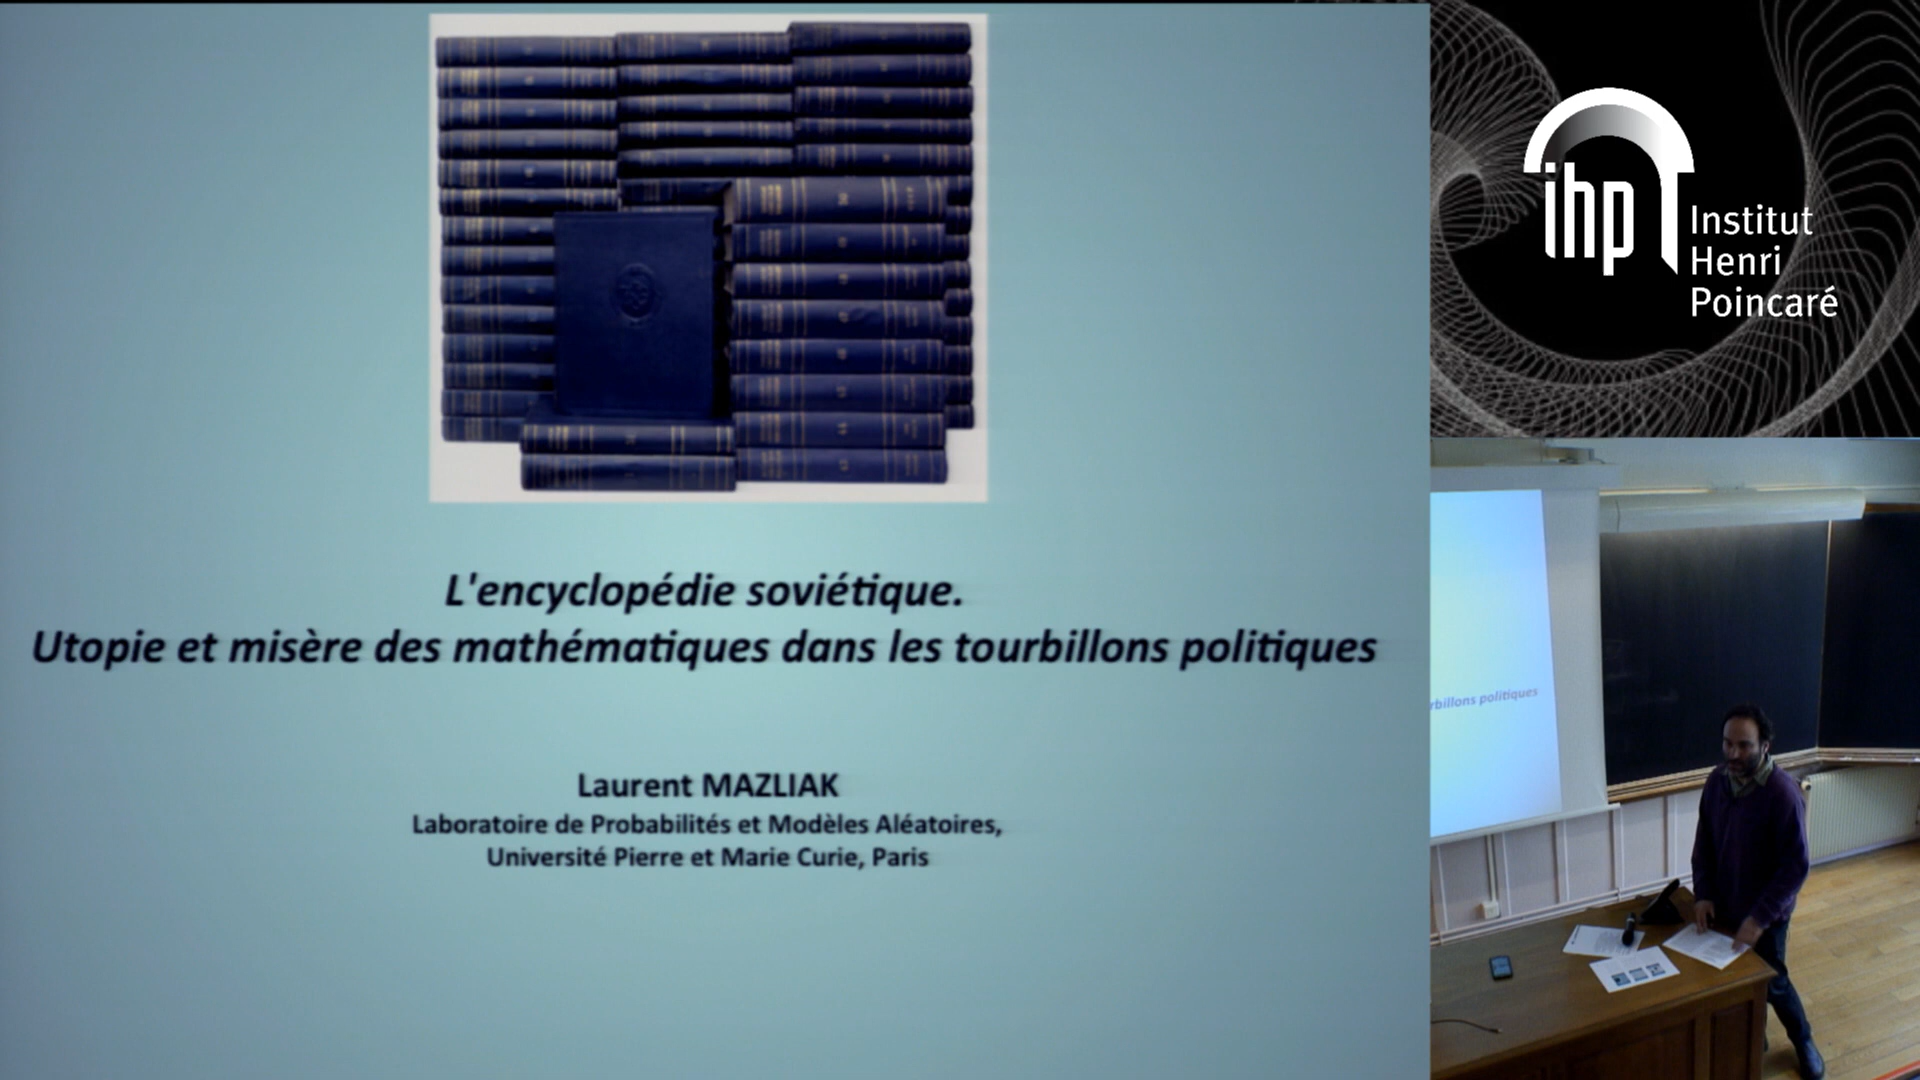 L'encyclopédie soviétique.
Utopie et misère des mathématiques dans les tourbillons politiques
Laurent MAZLIAK
Laboratoire de Probabilités et Modèles Aléatoires,
Université Pierre et Marie Curie, Paris
ihp
Institut
Henri
Poincaré
rbillons politiques